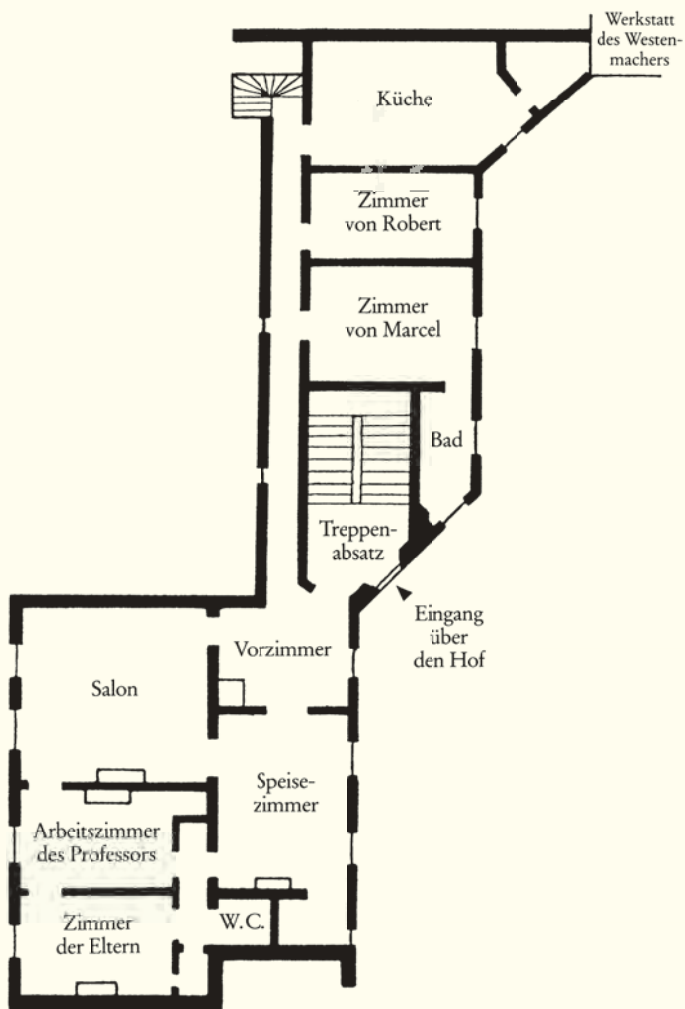 Werkstatt
des Westen-
machers
Küche
Zimmer
von Robert
Zimmer
von Marcel
Bad
Treppen-
absatz
Eingang
über
den Hof
Vorzimmer
Salon
Speise-
zimmer
Arbeitszimmer
des Professors
W.C.
Zimmer
der Eltern